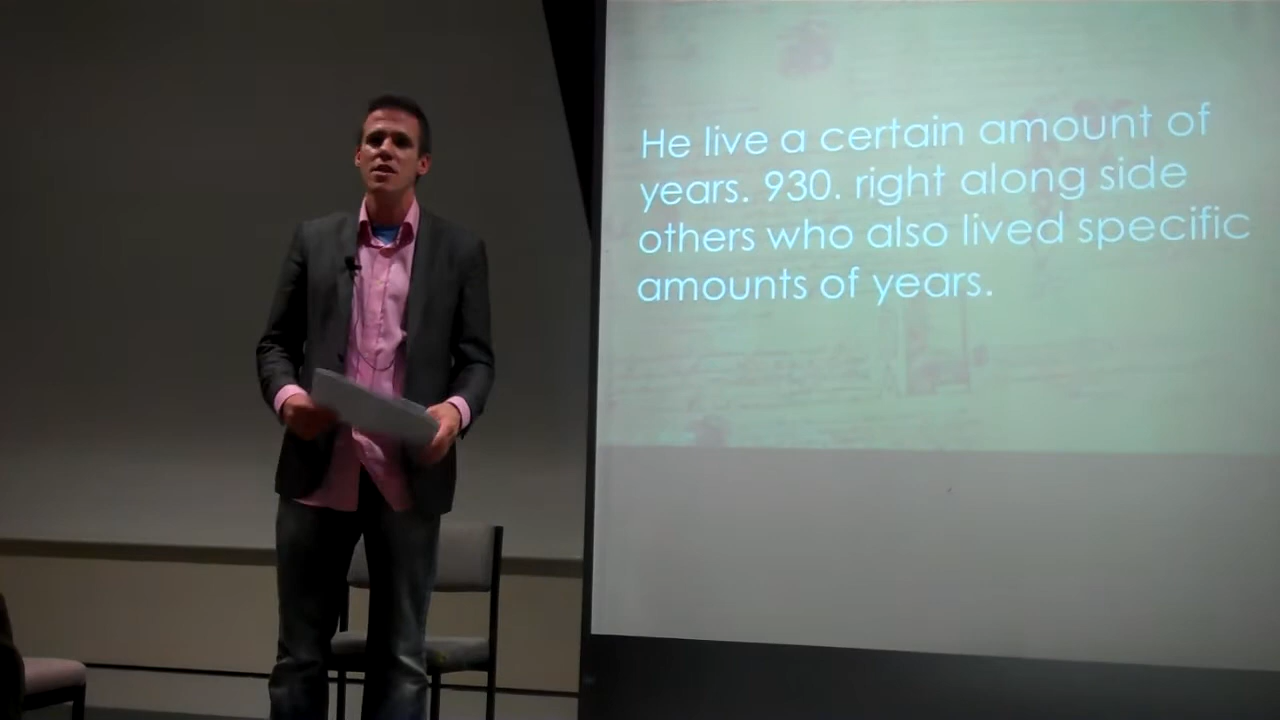 He live a certain amount of
years. 930. right along side
others who also lived specific
amounts of years.